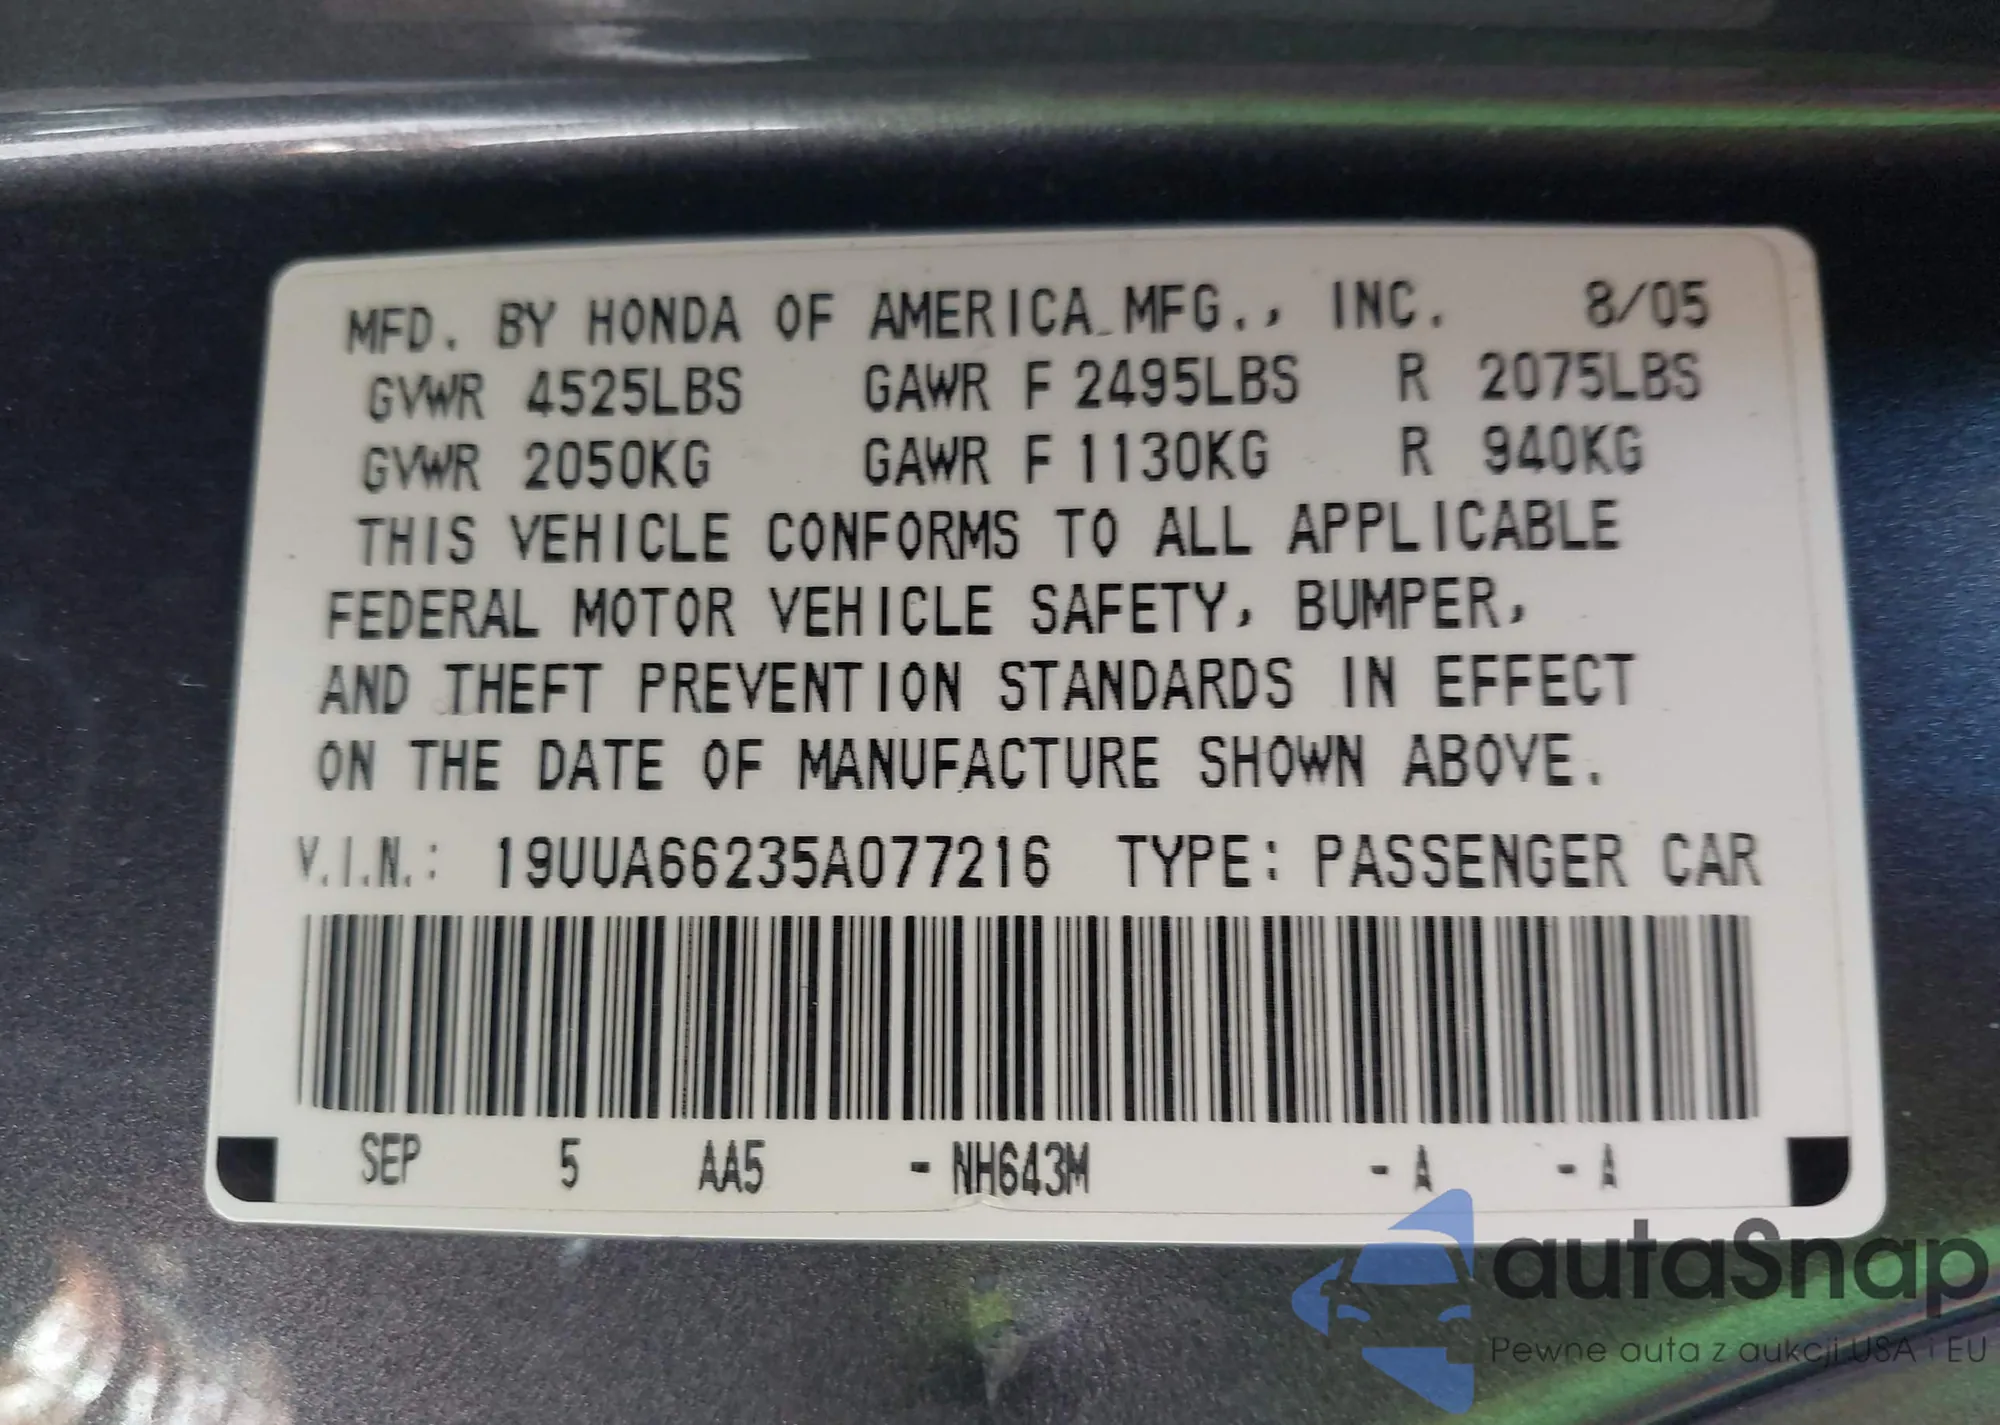 MFD. BY HONDA OF AMERICA MFG., INC. 8/05
GVWR 4525LBS GAWR F 2495LBS R 2075LBS
GVWR 2050KG GAWR F 1130KG R 940KG
THIS VEHICLE CONFORMS TO ALL APPLICABLE
FEDERAL MOTOR VEHICLE SAFETY, BUMPER,
AND THEFT PREVENTION STANDARDS IN EFFECT
ON THE DATE OF MANUFACTURE SHOWN ABOVE.
V.I.N.: 19UUA66235A077216 TYPE: PASSENGER CAR
SEP 5 AA5 - NH643M - A - A
autaSnap
Pewne auta z aukcji USA i EU